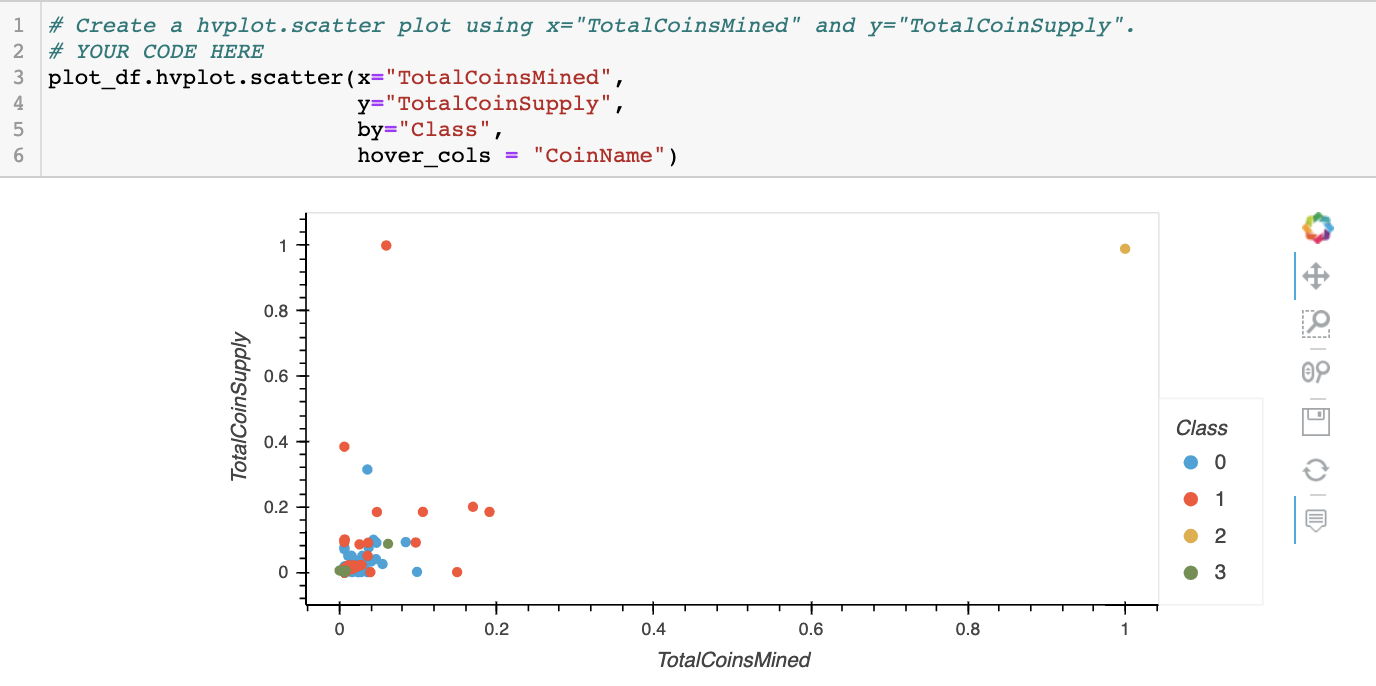 1 # Create a hvplot.scatter plot using x="TotalCoinsMined" and y="TotalCoinSupply".
2 # YOUR CODE HERE
3 plot_df.hvplot.scatter(x="TotalCoinsMined",
4 y="TotalCoinSupply",
5 by="Class",
6 hover_cols = "CoinName")
TotalCoinSupply
1
0.8
0.6
0.4
0.2
0
0 0.2 0.4 0.6 0.8 1
TotalCoinsMined
Class
0
1
2
3